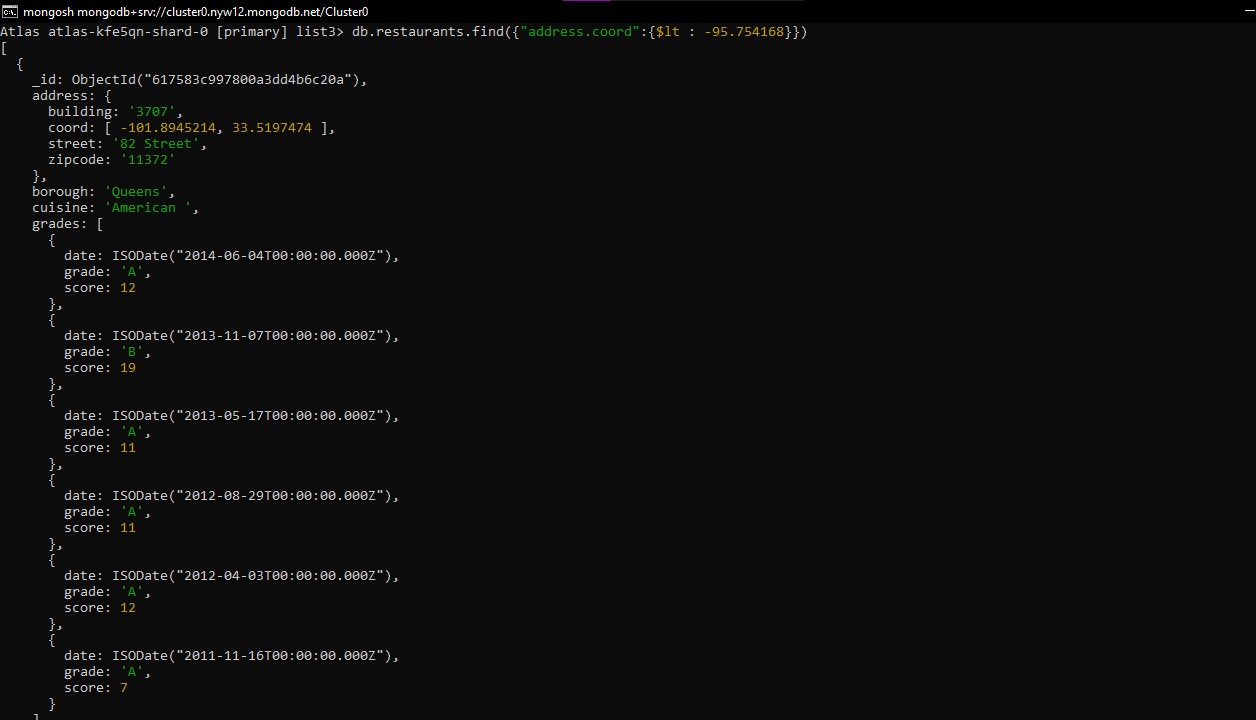 mongosh mongodb+srv://cluster0.nyw12.mongodb.net/Cluster0
Atlas atlas-kfe5qn-shard-0 [primary] list3> db.restaurants.find({"address.coord":{$lt : -95.754168}})
[
  {
    _id: ObjectId("617583c997800a3dd4b6c20a"),
    address: {
      building: '3707',
      coord: [ -101.8945214, 33.5197474 ],
      street: '82 Street',
      zipcode: '11372'
    },
    borough: 'Queens',
    cuisine: 'American ',
    grades: [
      {
        date: ISODate("2014-06-04T00:00:00.000Z"),
        grade: 'A',
        score: 12
      },
      {
        date: ISODate("2013-11-07T00:00:00.000Z"),
        grade: 'B',
        score: 19
      },
      {
        date: ISODate("2013-05-17T00:00:00.000Z"),
        grade: 'A',
        score: 11
      },
      {
        date: ISODate("2012-08-29T00:00:00.000Z"),
        grade: 'A',
        score: 11
      },
      {
        date: ISODate("2012-04-03T00:00:00.000Z"),
        grade: 'A',
        score: 12
      },
      {
        date: ISODate("2011-11-16T00:00:00.000Z"),
        grade: 'A',
        score: 7
      }
    ]